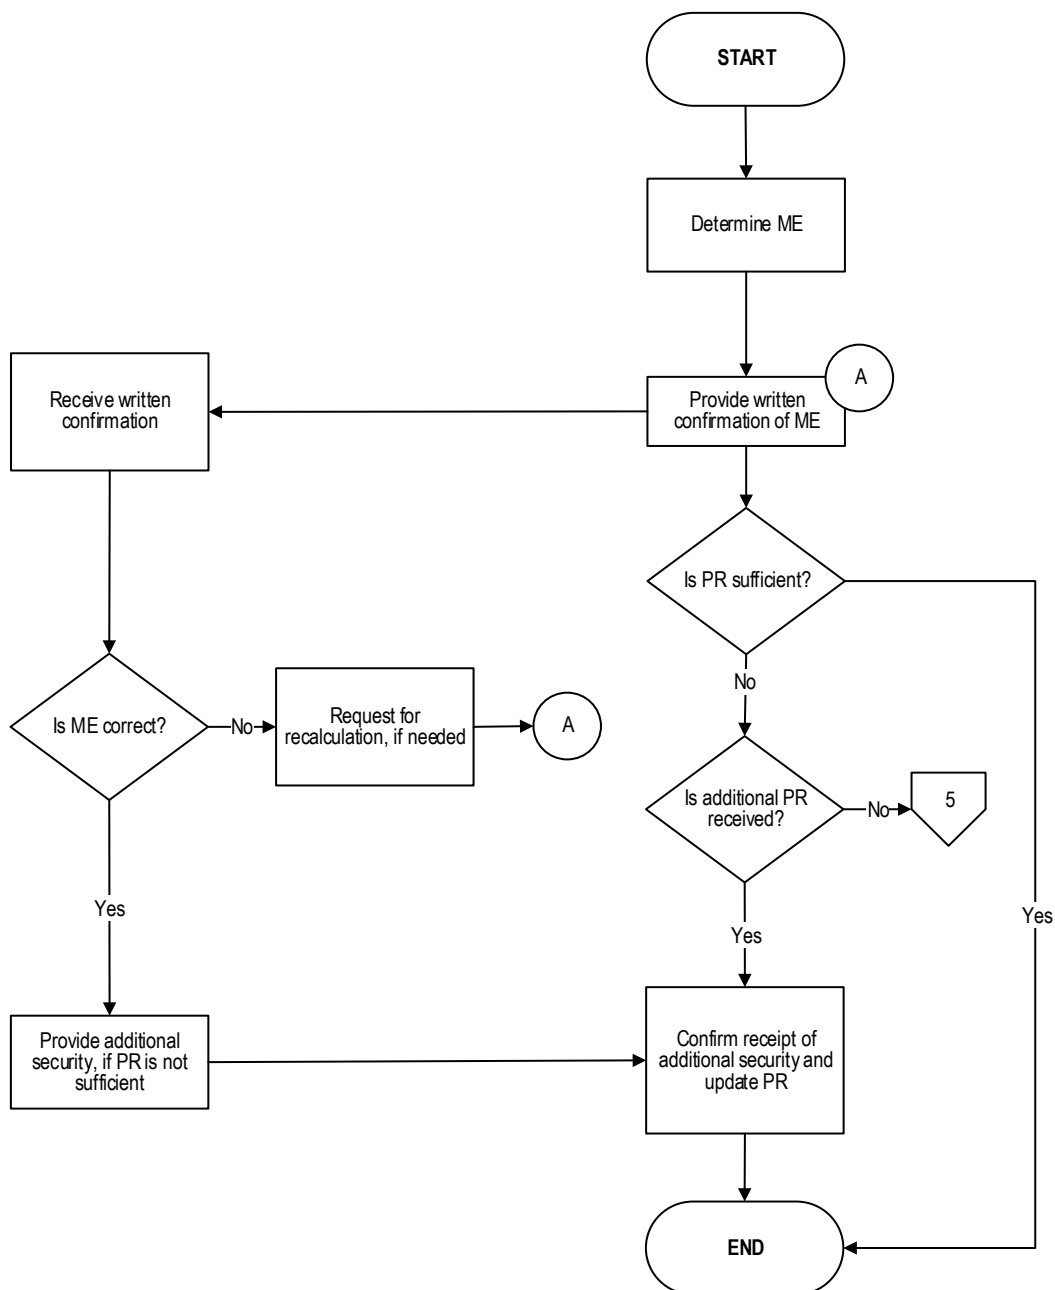 START
Determine ME
A
Provide written
confirmation of ME
Receive written
confirmation
Is PR sufficient?
No
Is ME correct?
No
Request for
recalculation, if needed
A
Is additional PR
received?
No
5
Yes
Yes
Yes
Provide additional
security, if PR is not
sufficient
Confirm receipt of
additional security and
update PR
END